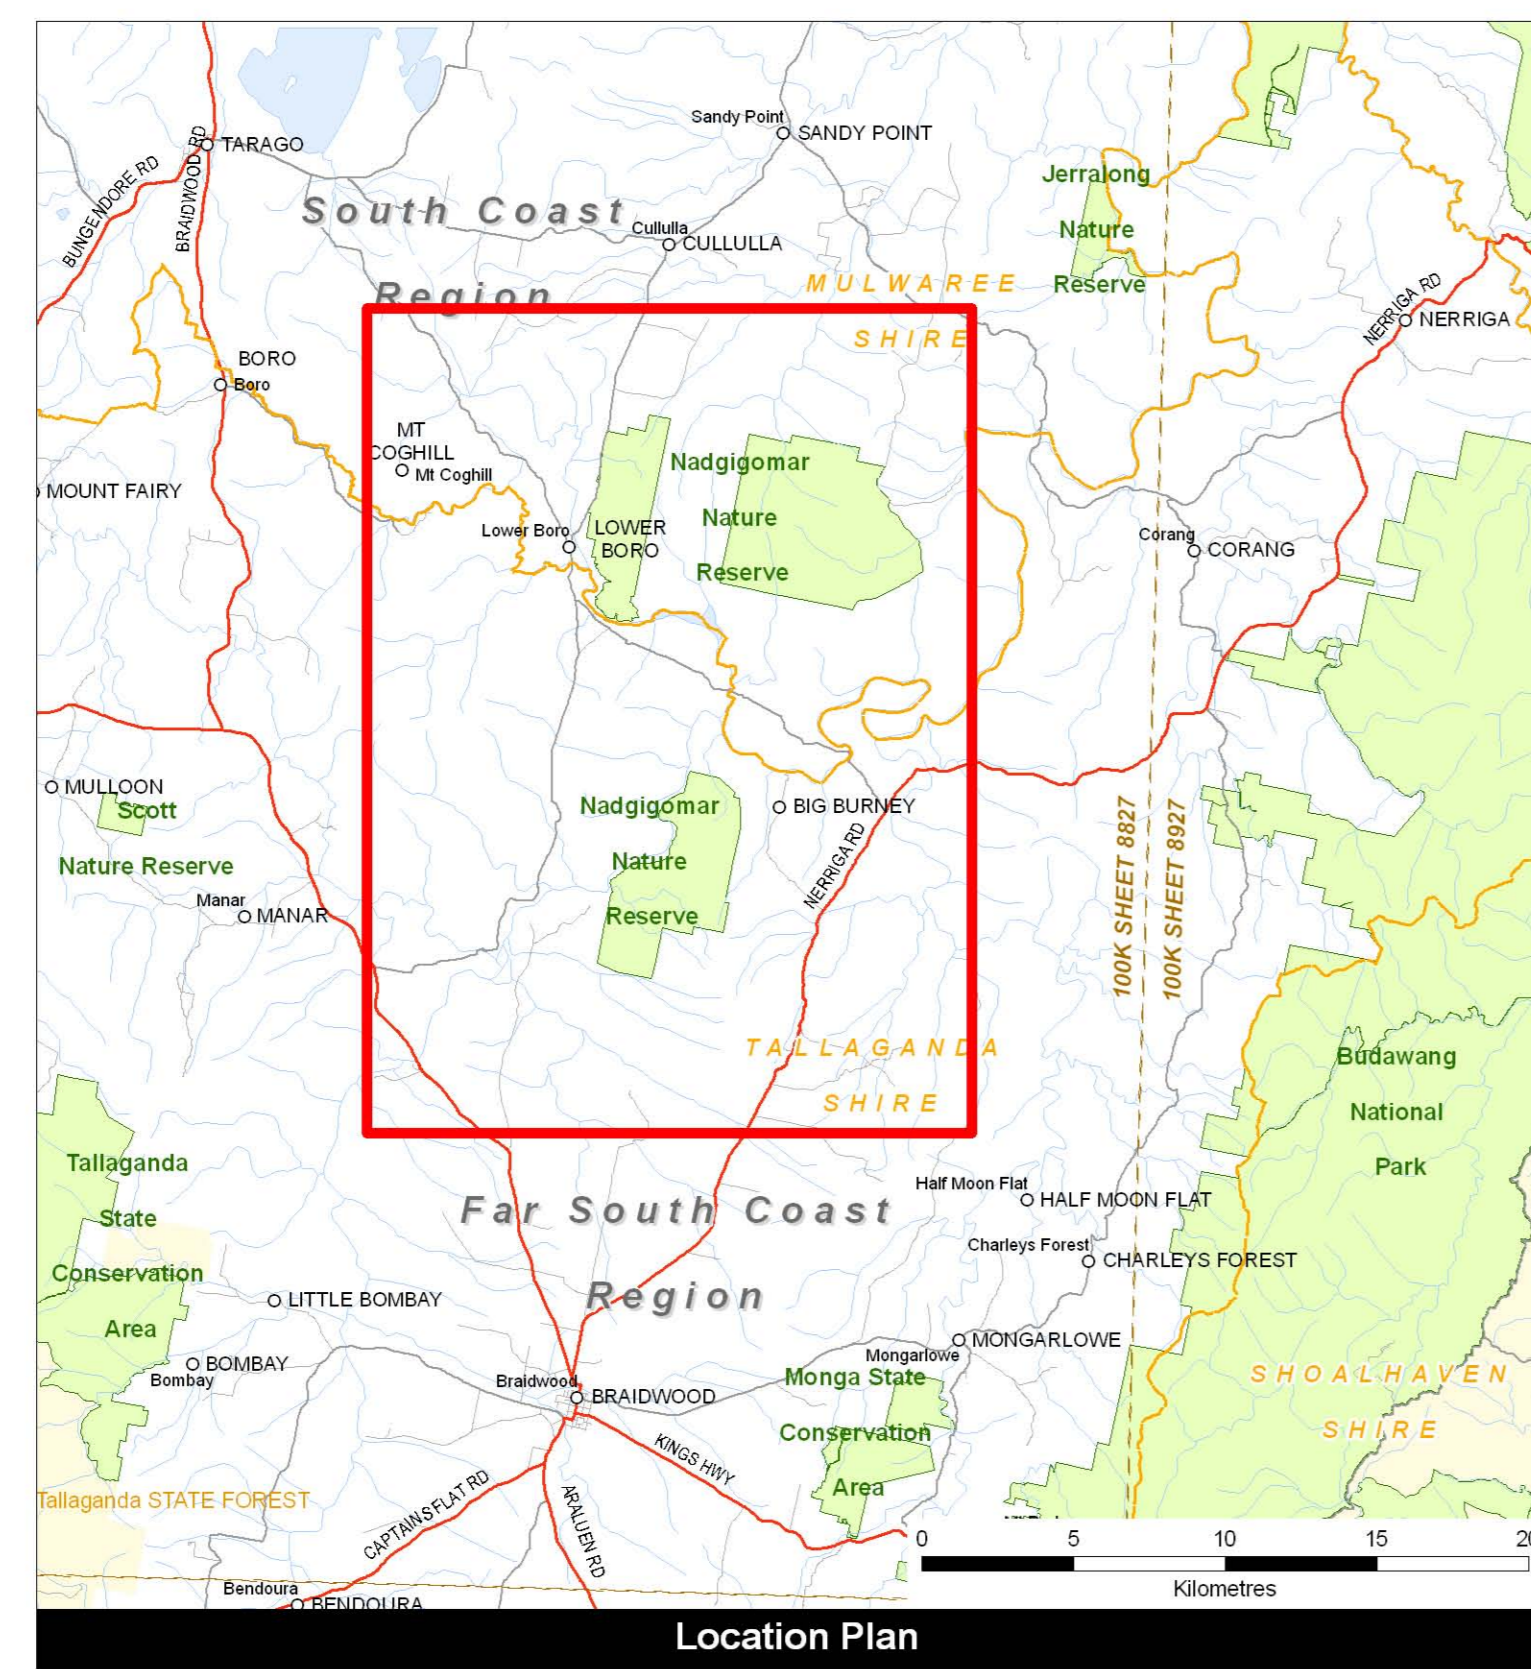 Sandy Point
SANDY POINT
TARAGO
BUNGENDORE RD
BRAIDWOOD RD
Jerralong
Nature
Reserve
South Coast
Region
Cullulla
CULLULLA
MULWAREE
SHIRE
NERRIGA RD
NERRIGA
BORO
Boro
MT
COGHILL
Mt Coghill
MOUNT FAIRY
Nadgigomar
Nature
Reserve
Lower Boro
LOWER
BORO
Corang
CORANG
MULLOON
Scott
Nature Reserve
Nadgigomar
Nature
Reserve
BIG BURNEY
NERRIGA RD
100K SHEET 8827
100K SHEET 8927
Manar
MANAR
TALLAGANDA
SHIRE
Budawang
National
Park
Tallaganda
State
Conservation
Area
Half Moon Flat
HALF MOON FLAT
Far South Coast
Region
Charleys Forest
CHARLEYS FOREST
LITTLE BOMBAY
BOMBAY
Bombay
MONGARLOWE
Mongarlowe
Braidwood
BRAIDWOOD
Monga State
Conservation
Area
SHOALHAVEN
SHIRE
KINGS HWY
CAPTAINS FLAT RD
ARALUEN RD
Tallaganda STATE FOREST
Bendoura
BENDOURA
0 5 10 15 20
Kilometres
Location Plan